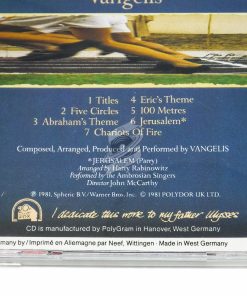 Vangelis
1 Titles 4 Eric's Theme
2 Five Circles 5 100 Metres
3 Abraham's Theme 6 Jerusalem*
7 Chariots Of Fire
Composed, Arranged, Produced and Performed by VANGELIS
*JERUSALEM (Parry)
Arranged by Harry Rabinowitz
Performed by the Ambrosian Singers
Director John McCarthy
℗ 1981, Spheric B.V./Warner Bros. Inc. © 1981 POLYDOR UK LTD.
I dedicate this work to my father Ulysses
CD is manufactured by PolyGram in Hanover, West Germany
many by / Imprimé en Allemagne par Neef, Wittingen · Made in West Germany